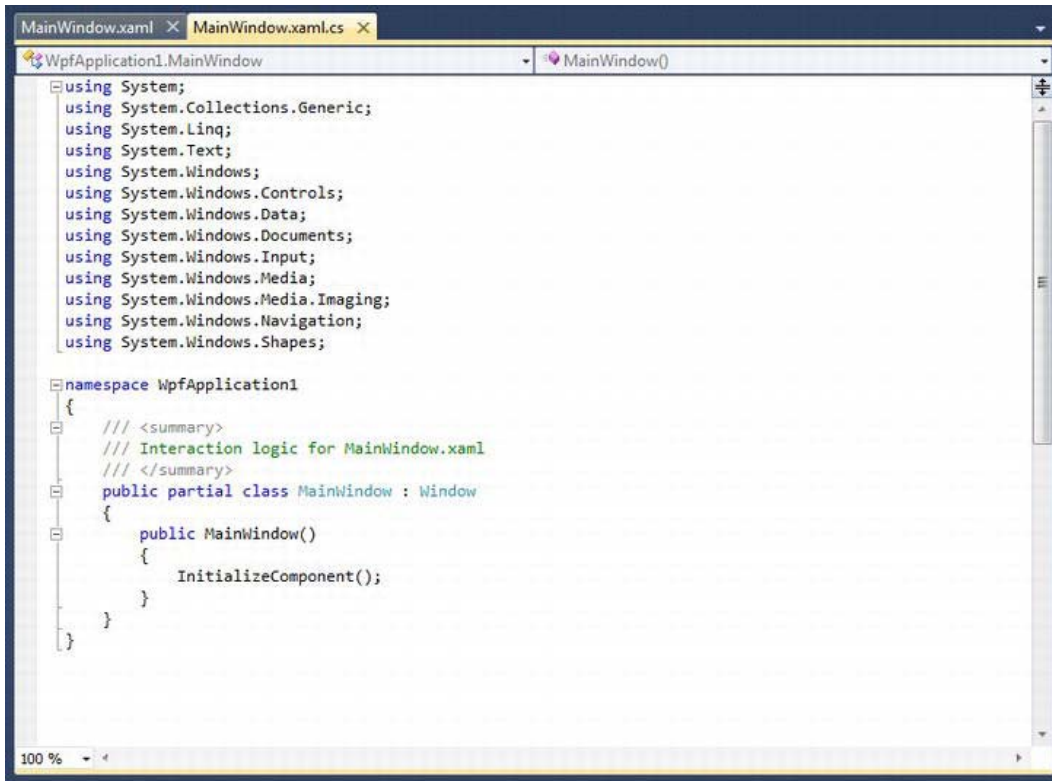 MainWindow.xaml MainWindow.xaml.cs
WpfApplication1.MainWindow MainWindow()
using System;
using System.Collections.Generic;
using System.Linq;
using System.Text;
using System.Windows;
using System.Windows.Controls;
using System.Windows.Data;
using System.Windows.Documents;
using System.Windows.Input;
using System.Windows.Media;
using System.Windows.Media.Imaging;
using System.Windows.Navigation;
using System.Windows.Shapes;
namespace WpfApplication1
{
/// <summary>
/// Interaction logic for MainWindow.xaml
/// </summary>
public partial class MainWindow : Window
{
public MainWindow()
{
InitializeComponent();
}
}
}
100 %